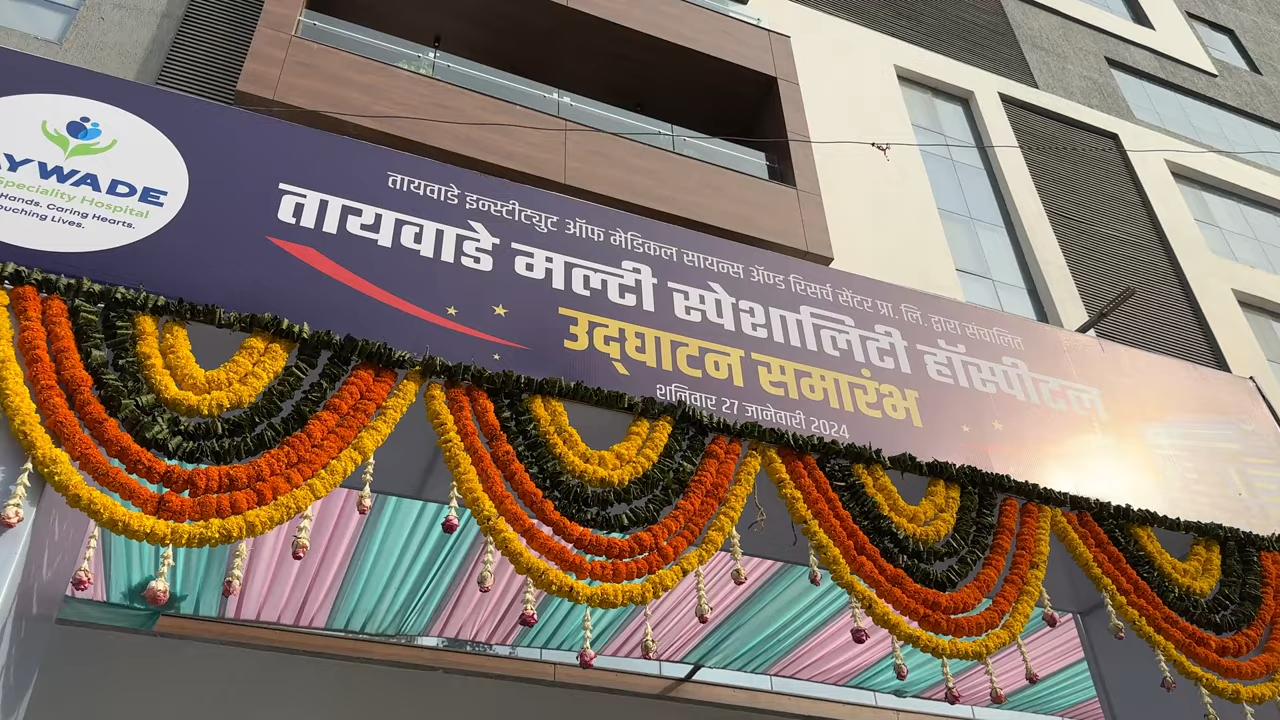 AYWADE
Speciality Hospital
Hands. Caring Hearts.
ouching Lives.
तायवाडे इन्स्टीट्युट ऑफ मेडिकल सायन्स ॲण्ड रिसर्च सेंटर प्रा. लि. द्वारा संचालित
तायवाडे मल्टी स्पेशालिटी हॉस्पीटल
उद्‌घाटन समारंभ
शनिवार 27 जानेवारी 2024